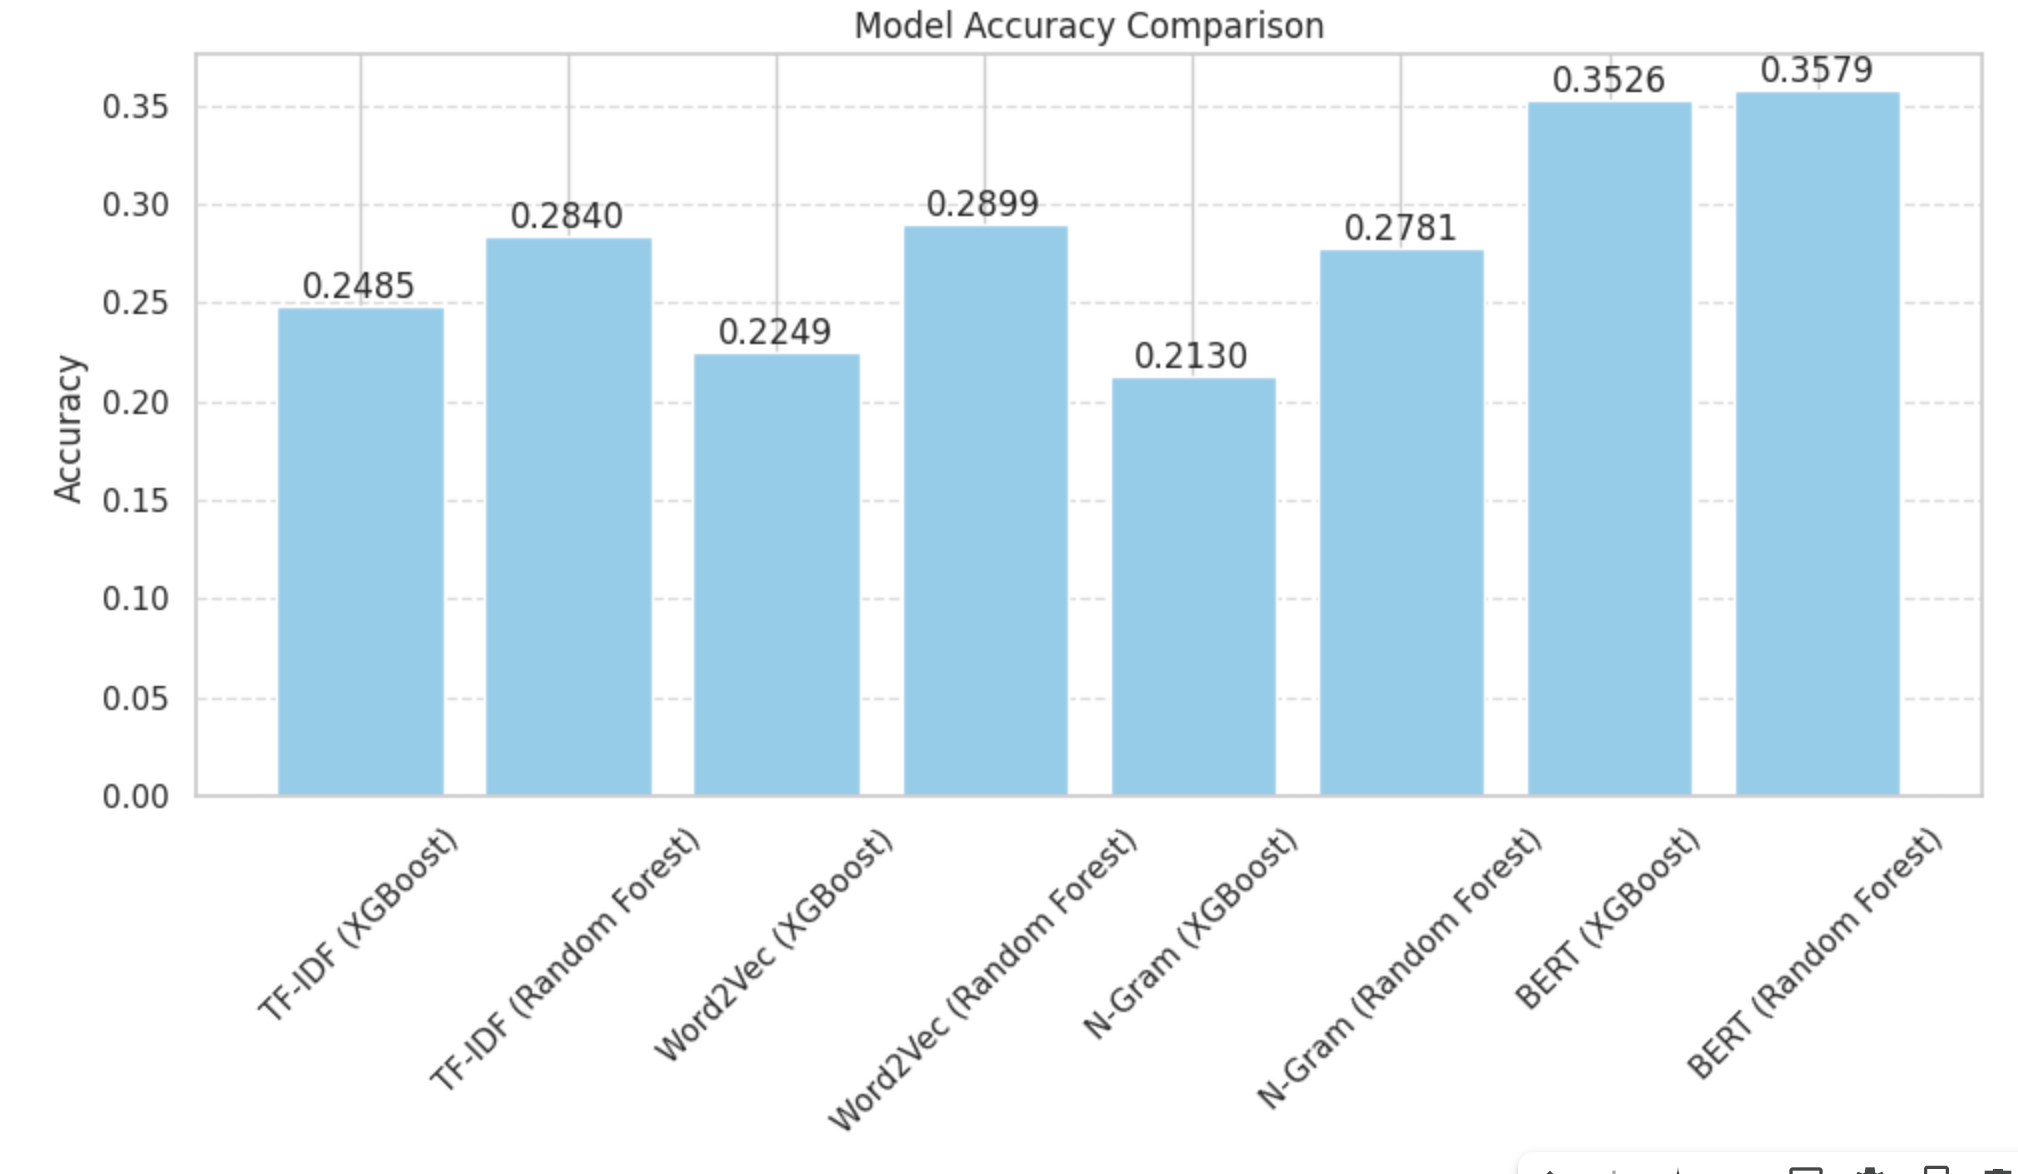 Model Accuracy Comparison
0.35
0.30
0.25
0.20
0.15
0.10
0.05
0.00
Accuracy
0.2485
0.2840
0.2249
0.2899
0.2130
0.2781
0.3526
0.3579
TF-IDF (XGBoost)
TF-IDF (Random Forest)
Word2Vec (XGBoost)
Word2Vec (Random Forest)
N-Gram (XGBoost)
N-Gram (Random Forest)
BERT (XGBoost)
BERT (Random Forest)